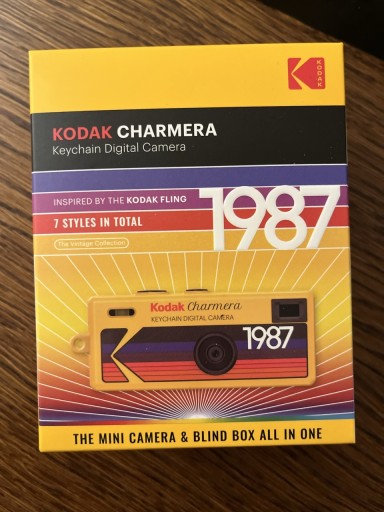 KODAK
KODAK CHARMERA
Keychain Digital Camera
INSPIRED BY THE KODAK FLING
1987
7 STYLES IN TOTAL
The Vintage Collection
Kodak Charmera
KEYCHAIN DIGITAL CAMERA
1987
THE MINI CAMERA & BLIND BOX ALL IN ONE